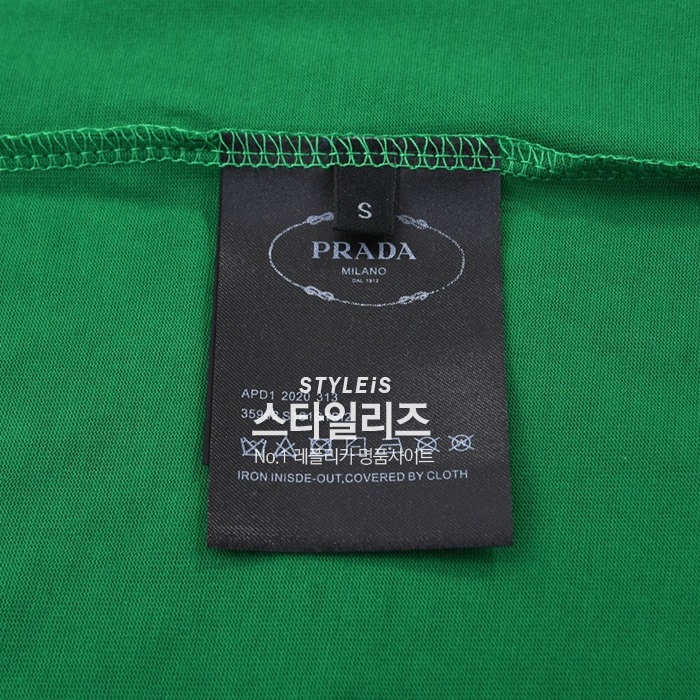 S
PRADA
MILANO
DAL 1913
STYLEiS
APD1 2020 313
스타일리즈
No.1 레플리카 명품사이트
IRON INISDE-OUT,COVERED BY CLOTH